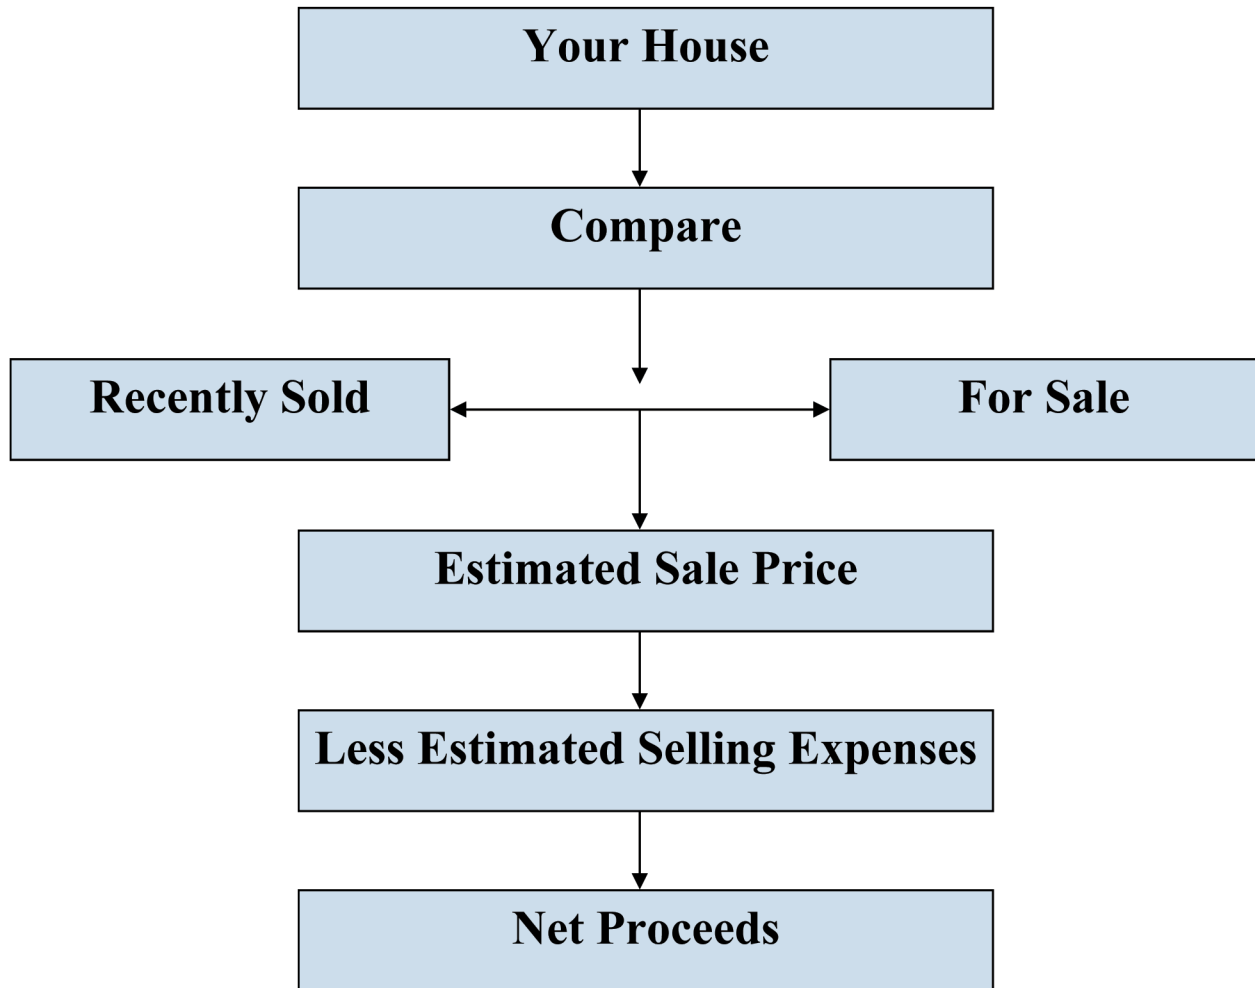 Your House
Compare
Recently Sold
For Sale
Estimated Sale Price
Less Estimated Selling Expenses
Net Proceeds